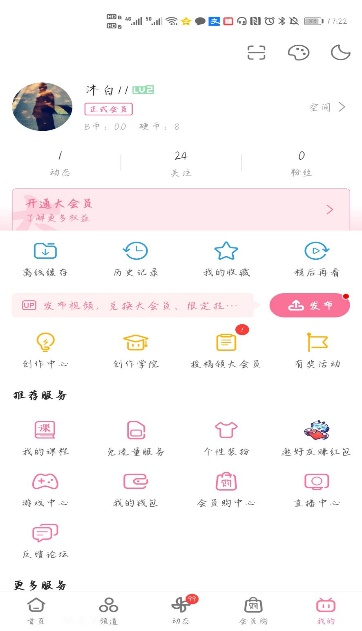 17:22
沐白11 LV2
正式会员
B币：0.0 硬币：8
空间
1 24 0
动态 关注 粉丝
开通大会员
了解更多权益
离线缓存 历史记录 我的收藏 稍后再看
UP 发布视频，兑换大会员、限定挂... 发布
创作中心 创作学院 投稿领大会员 有奖活动
推荐服务
我的课程 免流量服务 个性装扮 邀好友赚红包
游戏中心 我的钱包 会员购中心 直播中心
反馈论坛
更多服务
99
首页 频道 动态 会员购 我的